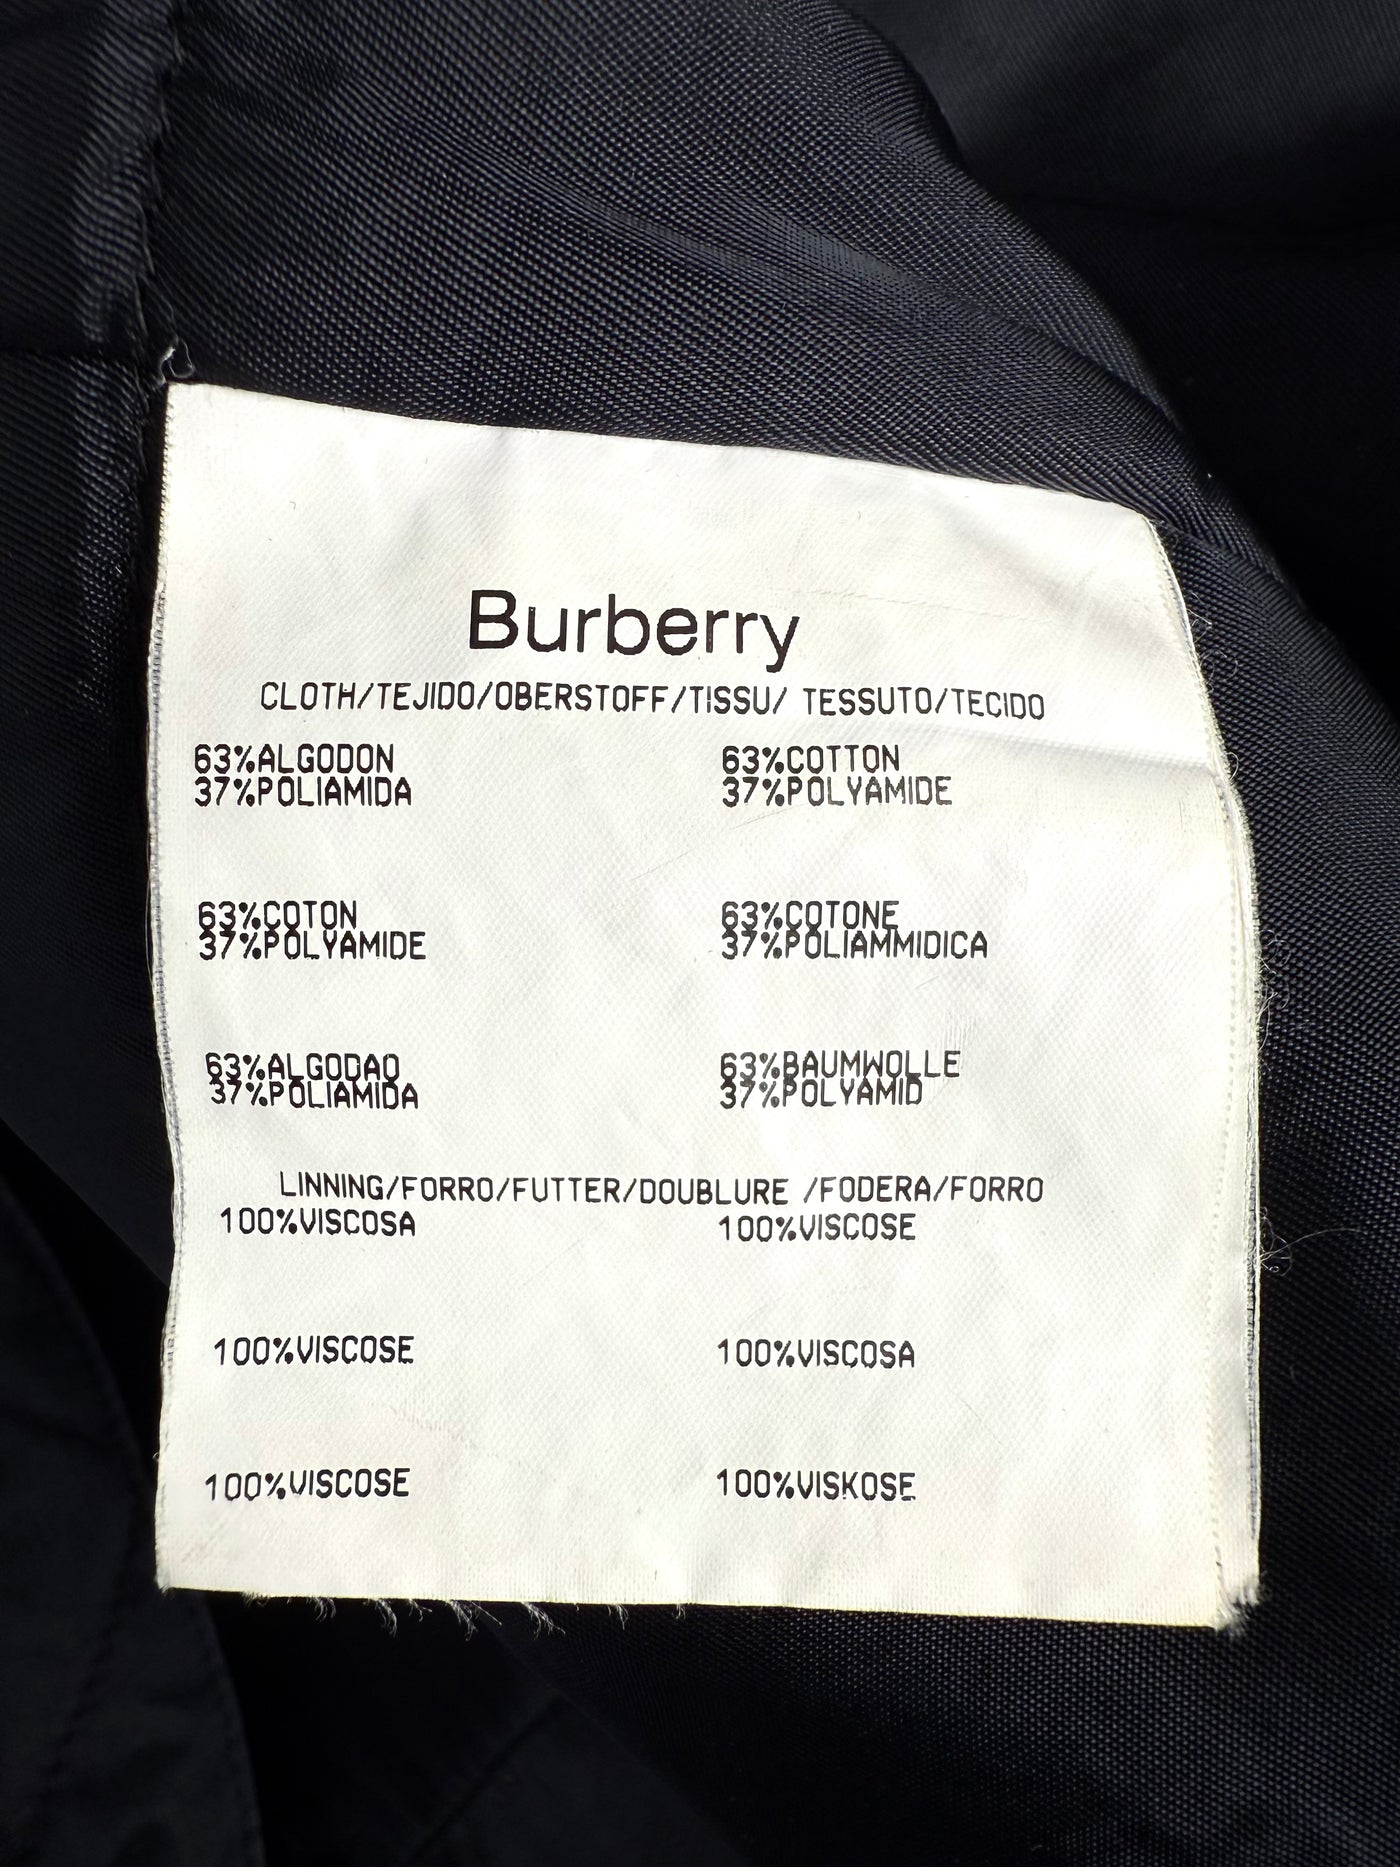 Burberry
CLOTH/TEJIDO/OBERSTOFF/TISSU/ TESSUTO/TECIDO
63%ALGODON 63%COTTON
37%POLIAMIDA 37%POLYAMIDE
63%COTON 63%COTONE
37%POLYAMIDE 37%POLIAMMIDICA
63%ALGODAO 63%BAUMWOLLE
37%POLIAMIDA 37%POLYAMID
LINNING/FORRO/FUTTER/DOUBLURE /FODERA/FORRO
100%VISCOSA 100%VISCOSE
100%VISCOSE 100%VISCOSA
100%VISCOSE 100%VISKOSE